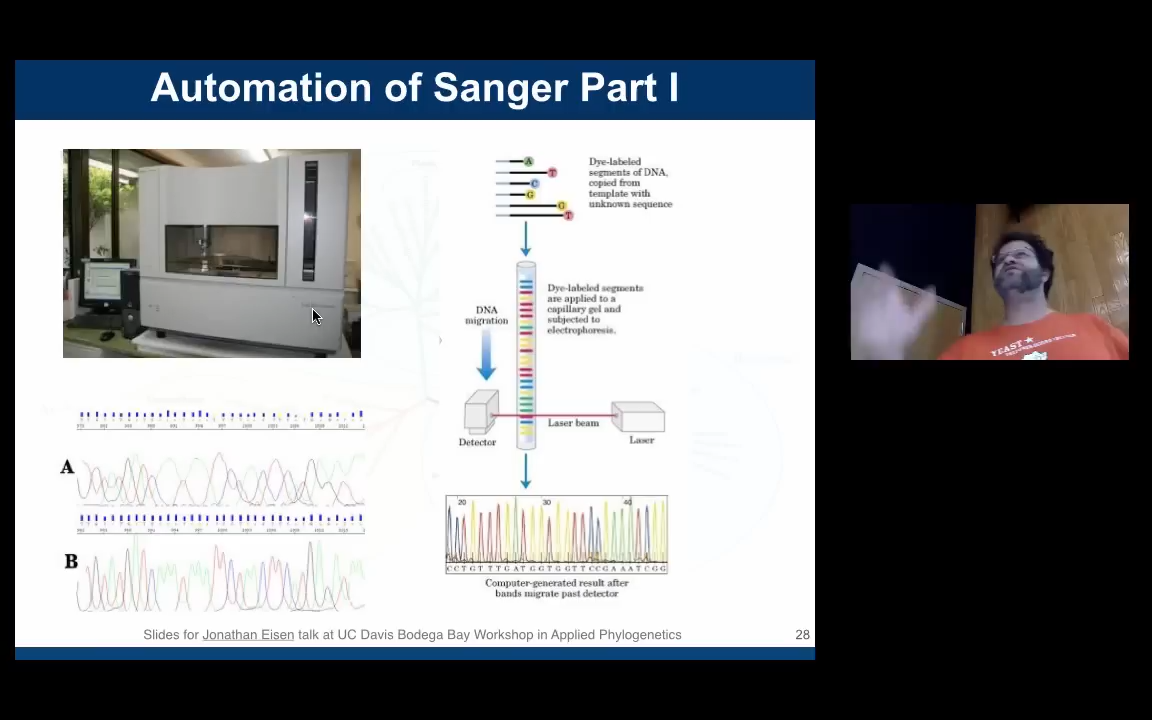 Automation of Sanger Part I
A
T
C
G
G
T
Dye-labeled
segments of DNA,
copied from
template with
unknown sequence
Dye-labeled segments
are applied to a
capillary gel and
subjected to
electrophoresis.
DNA
migration
Laser beam
Detector
Laser
20 30 40
CCTGTTTGATGGTGGTTCCGAAATCGG
Computer-generated result after
bands migrate past detector
A
B
YEAST
Slides for Jonathan Eisen talk at UC Davis Bodega Bay Workshop in Applied Phylogenetics
28